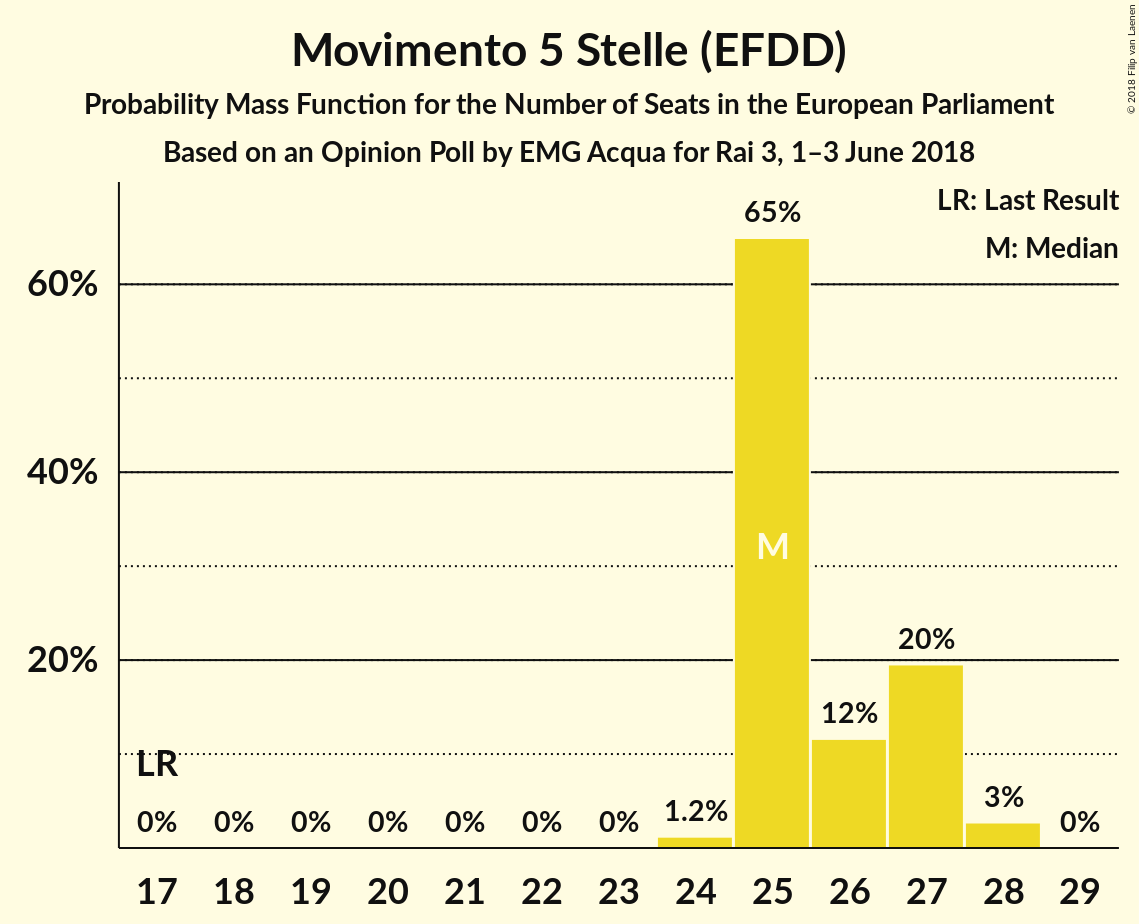 Movimento 5 Stelle (EFDD)
Probability Mass Function for the Number of Seats in the European Parliament
Based on an Opinion Poll by EMG Acqua for Rai 3, 1–3 June 2018
© 2018 Filip van Laenen
LR: Last Result
M: Median
65%
60%
40%
M
20%
20%
12%
LR
3%
1.2%
0% 0% 0% 0% 0% 0% 0% 0%
17 18 19 20 21 22 23 24 25 26 27 28 29